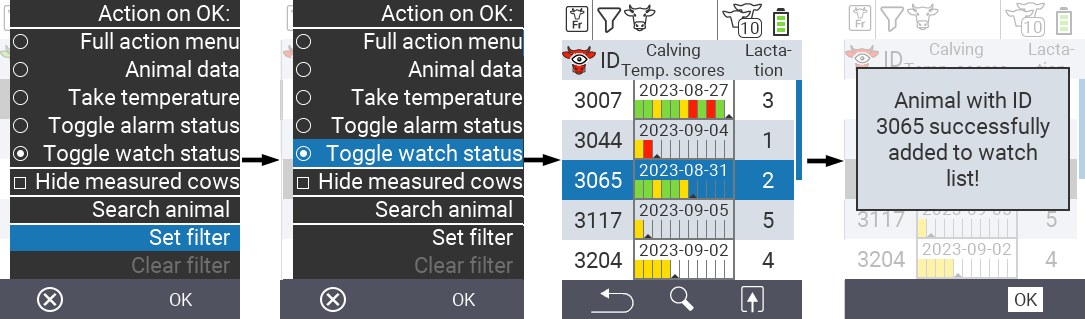 Action on OK:
Full action menu
Animal data
Take temperature
Toggle alarm status
Toggle watch status
Hide measured cows
Search animal
Set filter
Clear filter
OK
Action on OK:
Full action menu
Animal data
Take temperature
Toggle alarm status
Toggle watch status
Hide measured cows
Search animal
Set filter
Clear filter
OK
Fr
10
ID
Calving
Temp. scores
Lacta-
tion
3007
2023-08-27
3
3044
2023-09-04
1
3065
2023-08-31
2
3117
2023-09-05
5
3204
2023-09-02
4
Fr
10
Calving
Lacta-
Animal with ID
3065 successfully
added to watch
list!
3117
5
3204
2023-09-02
4
OK